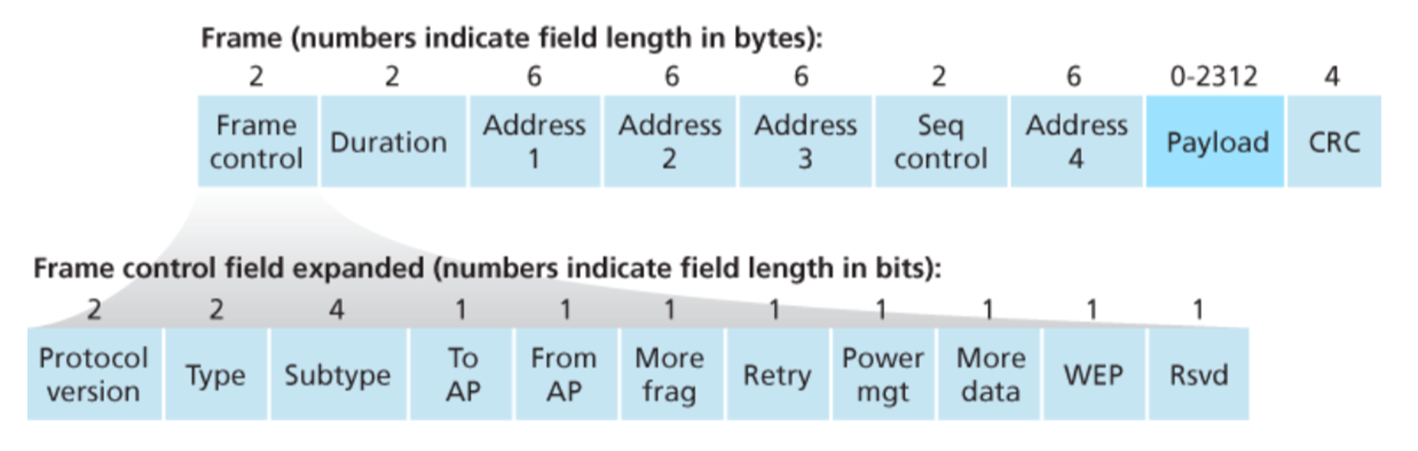 Frame (numbers indicate field length in bytes):
2 2 6 6 6 2 6 0-2312 4
Frame control
Duration
Address 1
Address 2
Address 3
Seq control
Address 4
Payload
CRC
Frame control field expanded (numbers indicate field length in bits):
2 2 4 1 1 1 1 1 1 1 1
Protocol version
Type
Subtype
To AP
From AP
More frag
Retry
Power mgt
More data
WEP
Rsvd